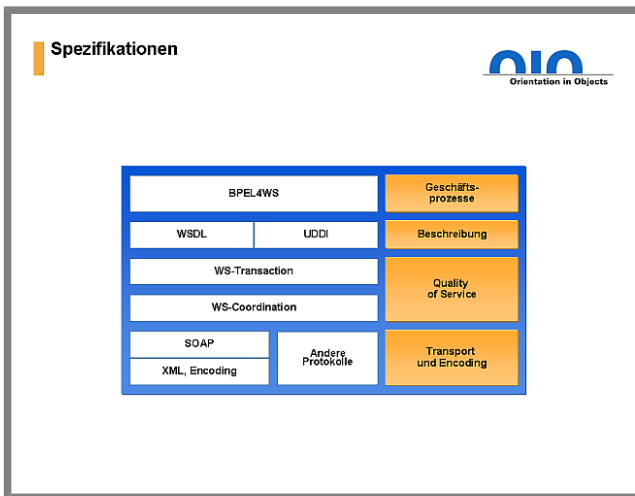 Spezifikationen
OIO
Orientation in Objects
BPEL4WS
Geschäfts-
prozesse
WSDL
UDDI
Beschreibung
WS-Transaction
WS-Coordination
Quality
of Service
SOAP
XML, Encoding
Andere
Protokolle
Transport
und Encoding